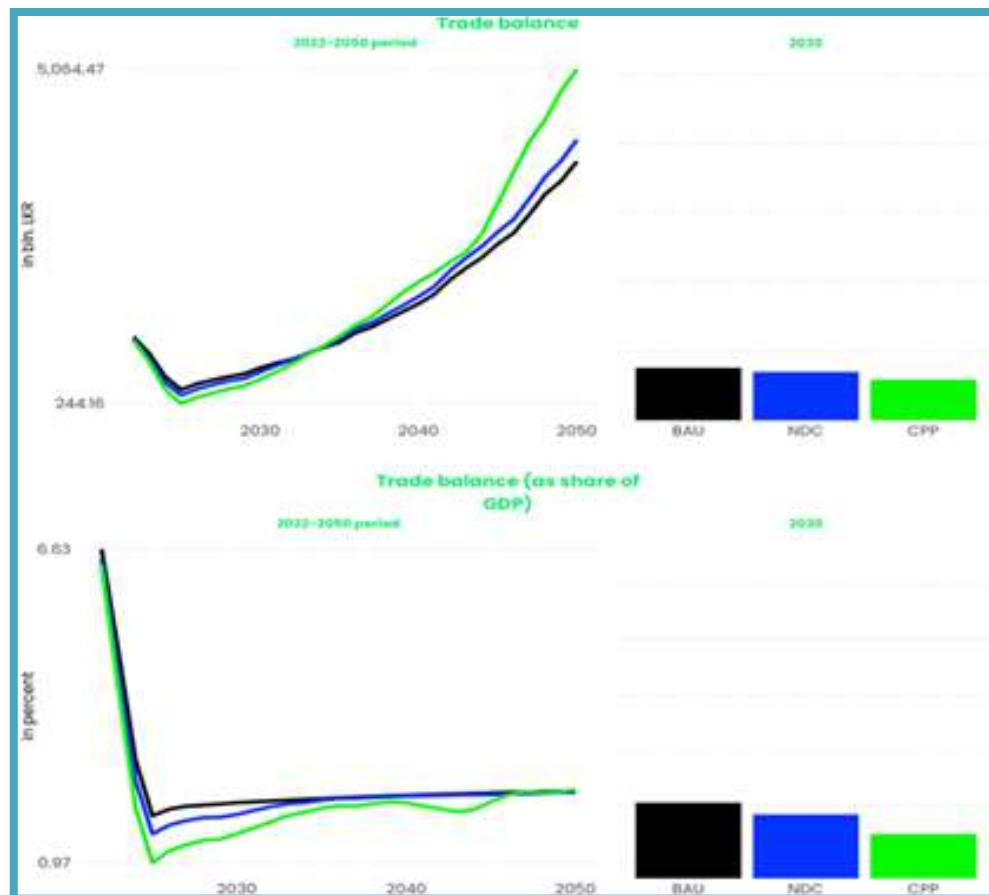 Trade balance
2022-2050 period
2030
5,064.47
in bln. LKR
244.16
2030
2040
2050
BAU
NDC
CPP
Trade balance (as share of
GDP)
2022-2050 period
2030
6.63
in percent
0.97
2030
2040
2050
BAU
NDC
CPP